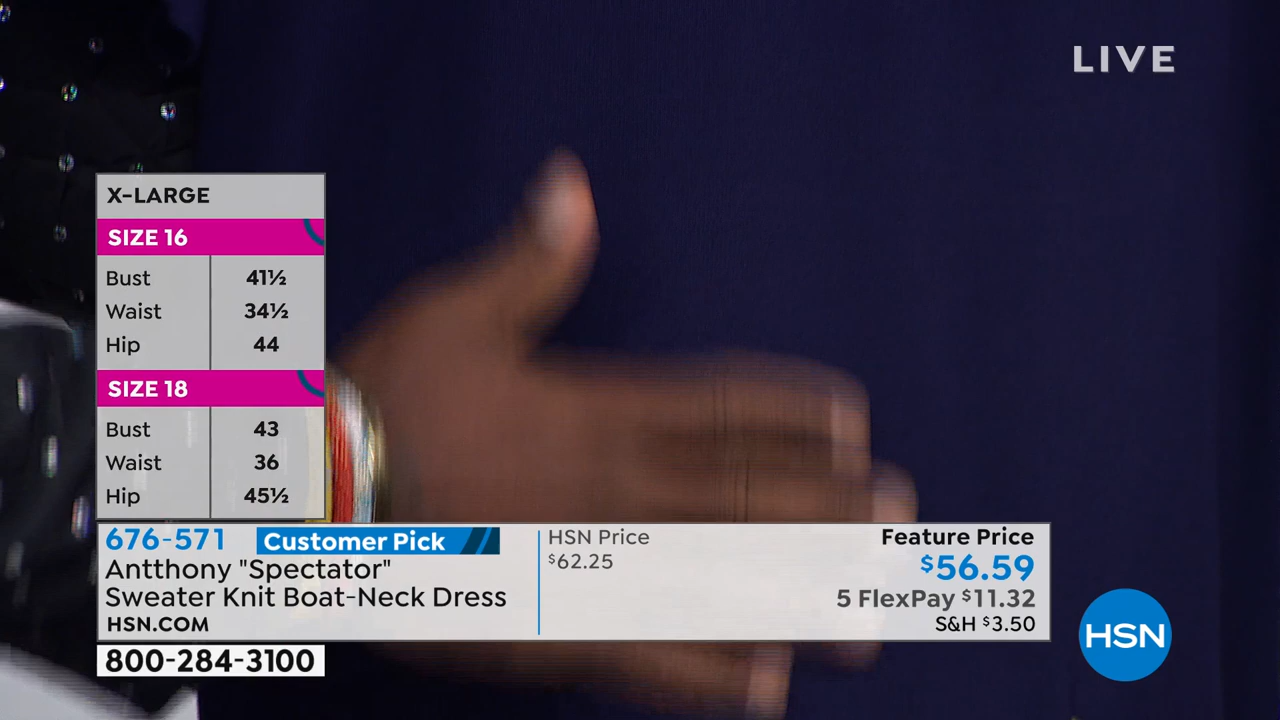 LIVE
X-LARGE
SIZE 16
Bust 41½
Waist 34½
Hip 44
SIZE 18
Bust 43
Waist 36
Hip 45½
676-571 Customer Pick
Antthony "Spectator"
Sweater Knit Boat-Neck Dress
HSN.COM
HSN Price
$62.25
Feature Price
$56.59
5 FlexPay $11.32
S&H $3.50
800-284-3100
HSN